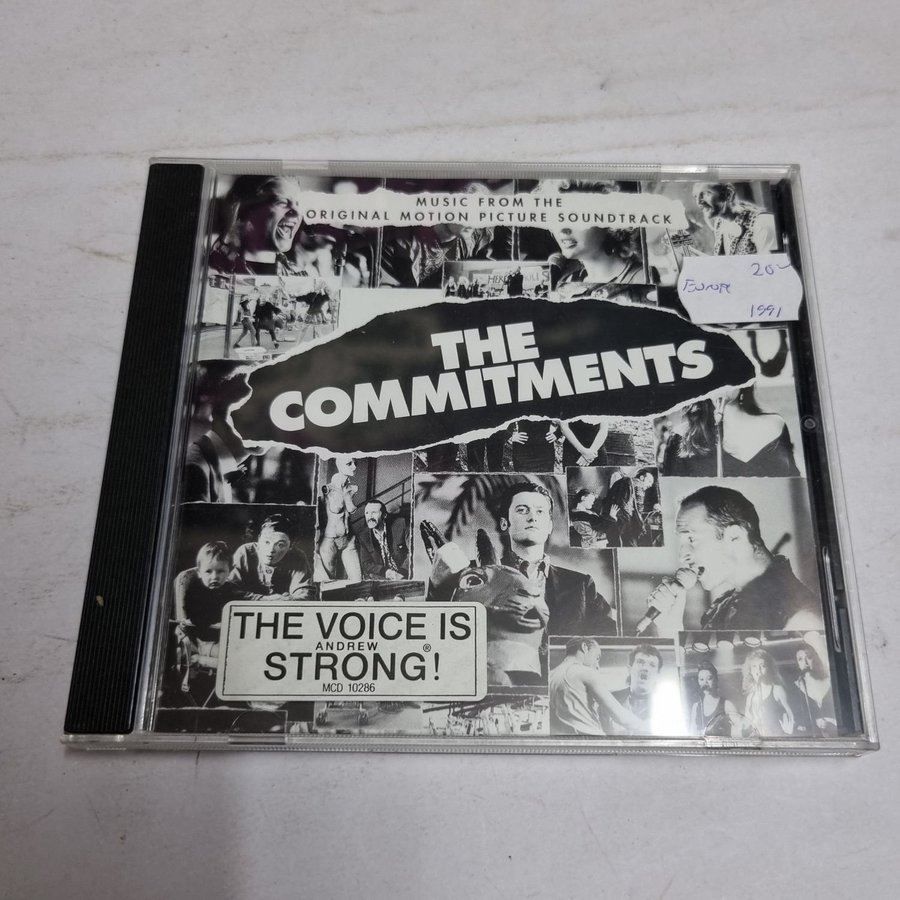 MUSIC FROM THE
ORIGINAL MOTION PICTURE SOUNDTRACK
20-
1991
THE
COMMITMENTS
THE VOICE IS
ANDREW ®
STRONG!
MCD 10286